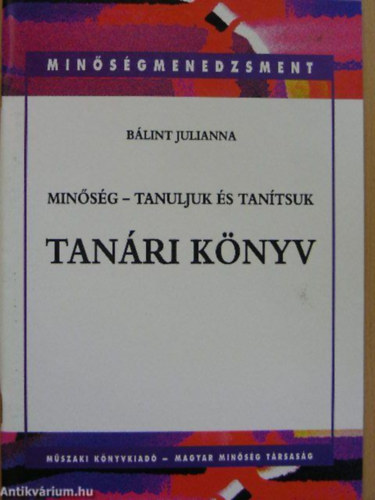 MINŐSÉGMENEDZSMENT
BÁLINT JULIANNA
MINŐSÉG – TANULJUK ÉS TANÍTSUK
TANÁRI KÖNYV
MŰSZAKI KÖNYVKIADÓ – MAGYAR MINŐSÉG TÁRSASÁG
Antikvárium.hu